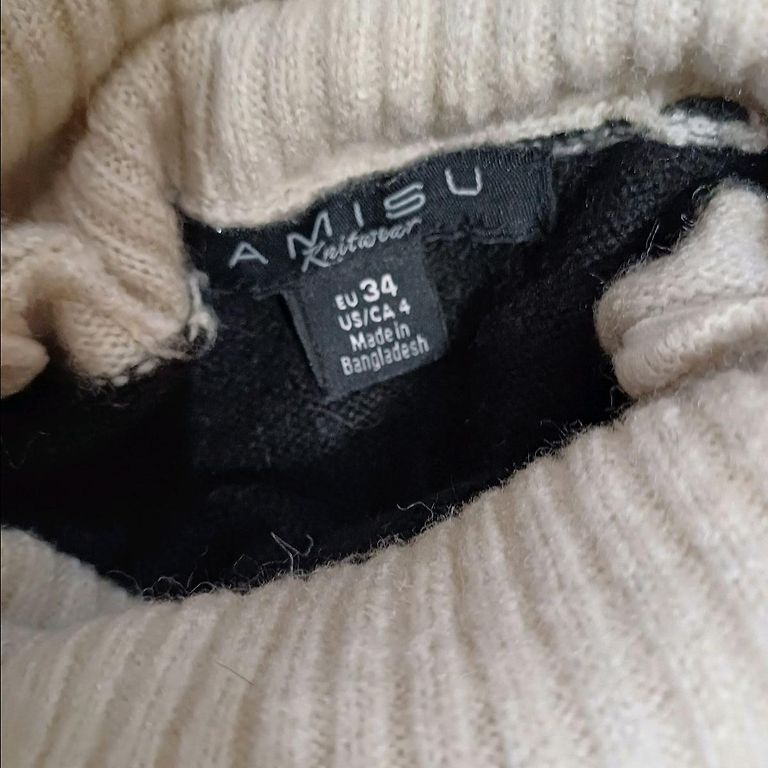 AMISU
Knitwear
EU 34
US/CA 4
Made in
Bangladesh